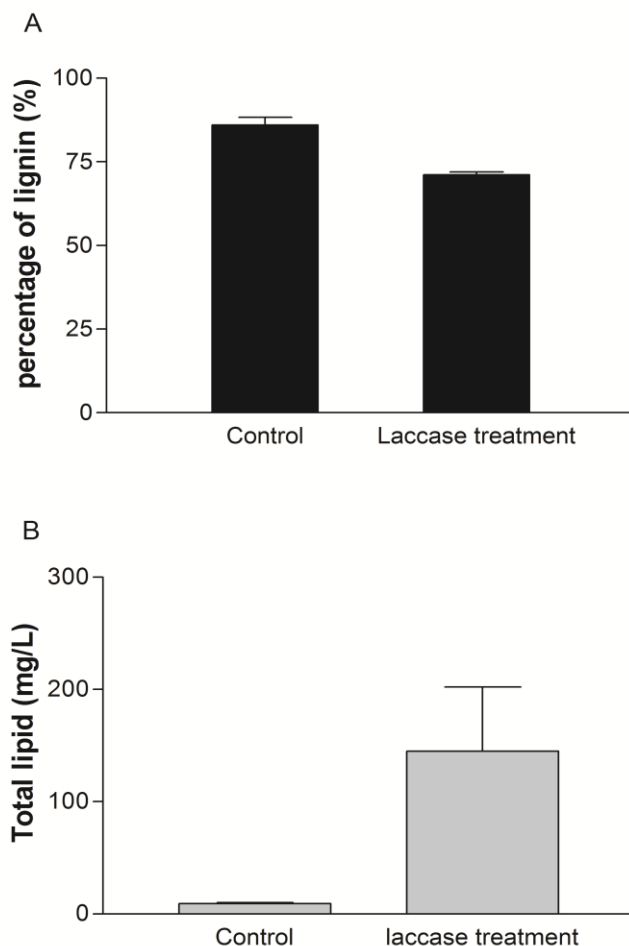 A
percentage of lignin (%)
100
75
50
25
0
Control Laccase treatment
B
Total lipid (mg/L)
300
200
100
0
Control laccase treatment